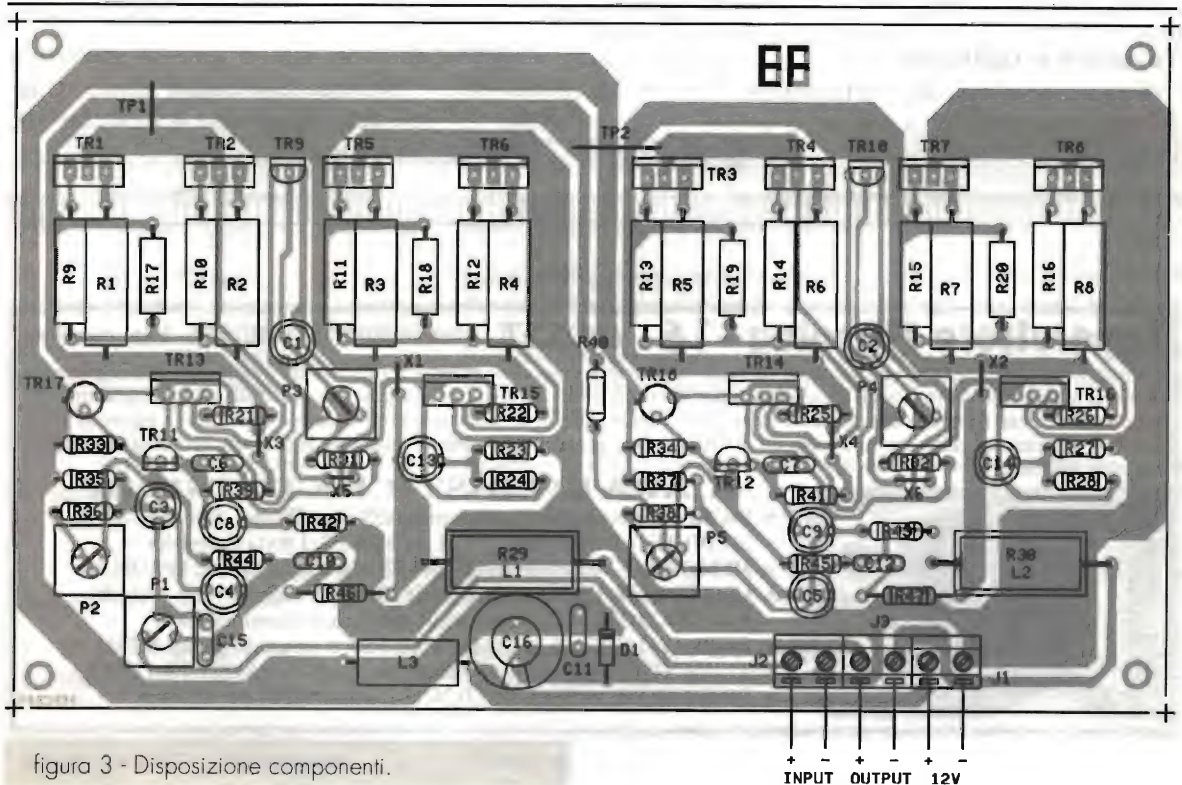 EF
TP1
TP2
TR1 TR2 TR9 TR5 TR6 TR3 TR4 TR10 TR7 TR8
R9 R1 R17 R10 R2 R11 R3 R18 R12 R4 R13 R5 R19 R14 R6 R15 R7 R20 R16 R8
C1 C2
TR17 TR13 P3 X1 TR15 R40 TR18 TR14 P4 X2 TR16
R21 R22 R25 R26
R33 TR11 C6 X3 R31 C13 R23 R34 TR12 C7 X4 R32 C14 R27
R35 R39 X5 R24 R37 R41 X6 R28
R36 C3 C8 R42 R38 C9 R43
P2 P1 R44 C10 R29 L1 P5 R45 C12 R30 L2
C4 R46 C5 R47
C15 L3 C16 C11 D1 J2 J3 J1
+ - + - + -
INPUT OUTPUT 12V
figura 3 - Disposizione componenti.